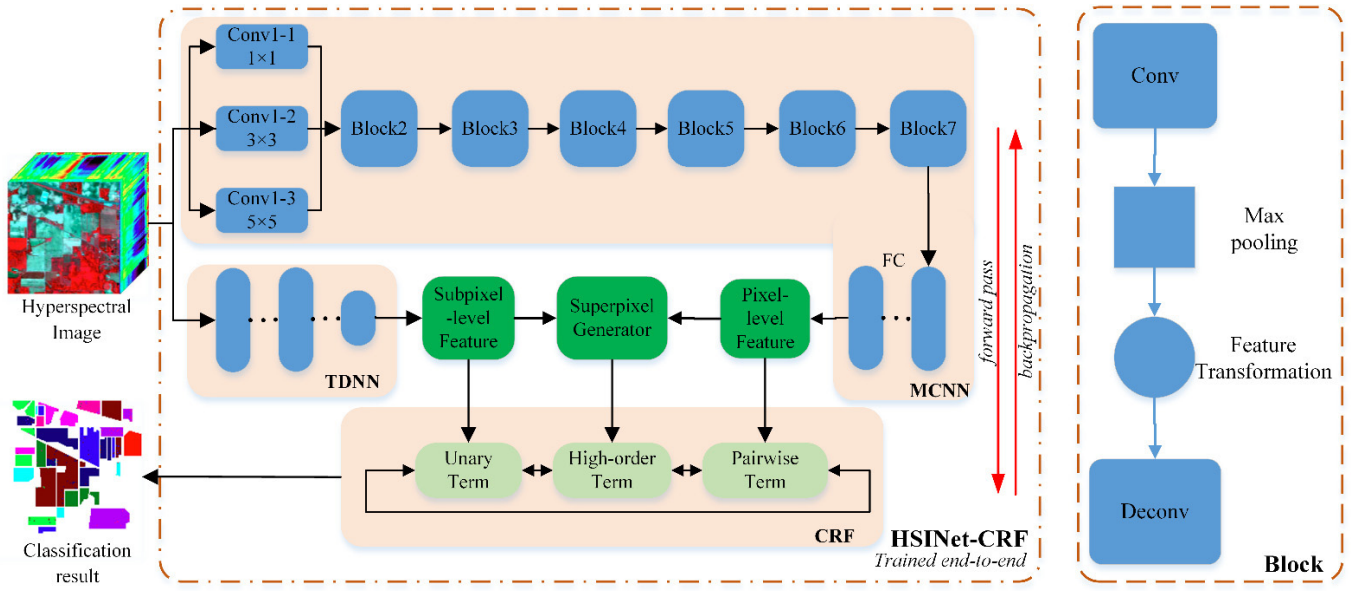 Conv1-1
1×1
Conv1-2
3×3
Conv1-3
5×5
Block2
Block3
Block4
Block5
Block6
Block7
Hyperspectral
Image
TDNN
Subpixel
-level
Feature
Superpixel
Generator
Pixel-
level
Feature
FC
MCNN
forward pass
backpropagation
Unary
Term
High-order
Term
Pairwise
Term
CRF
Classification
result
HSINet-CRF
Trained end-to-end
Conv
Max
pooling
Feature
Transformation
Deconv
Block